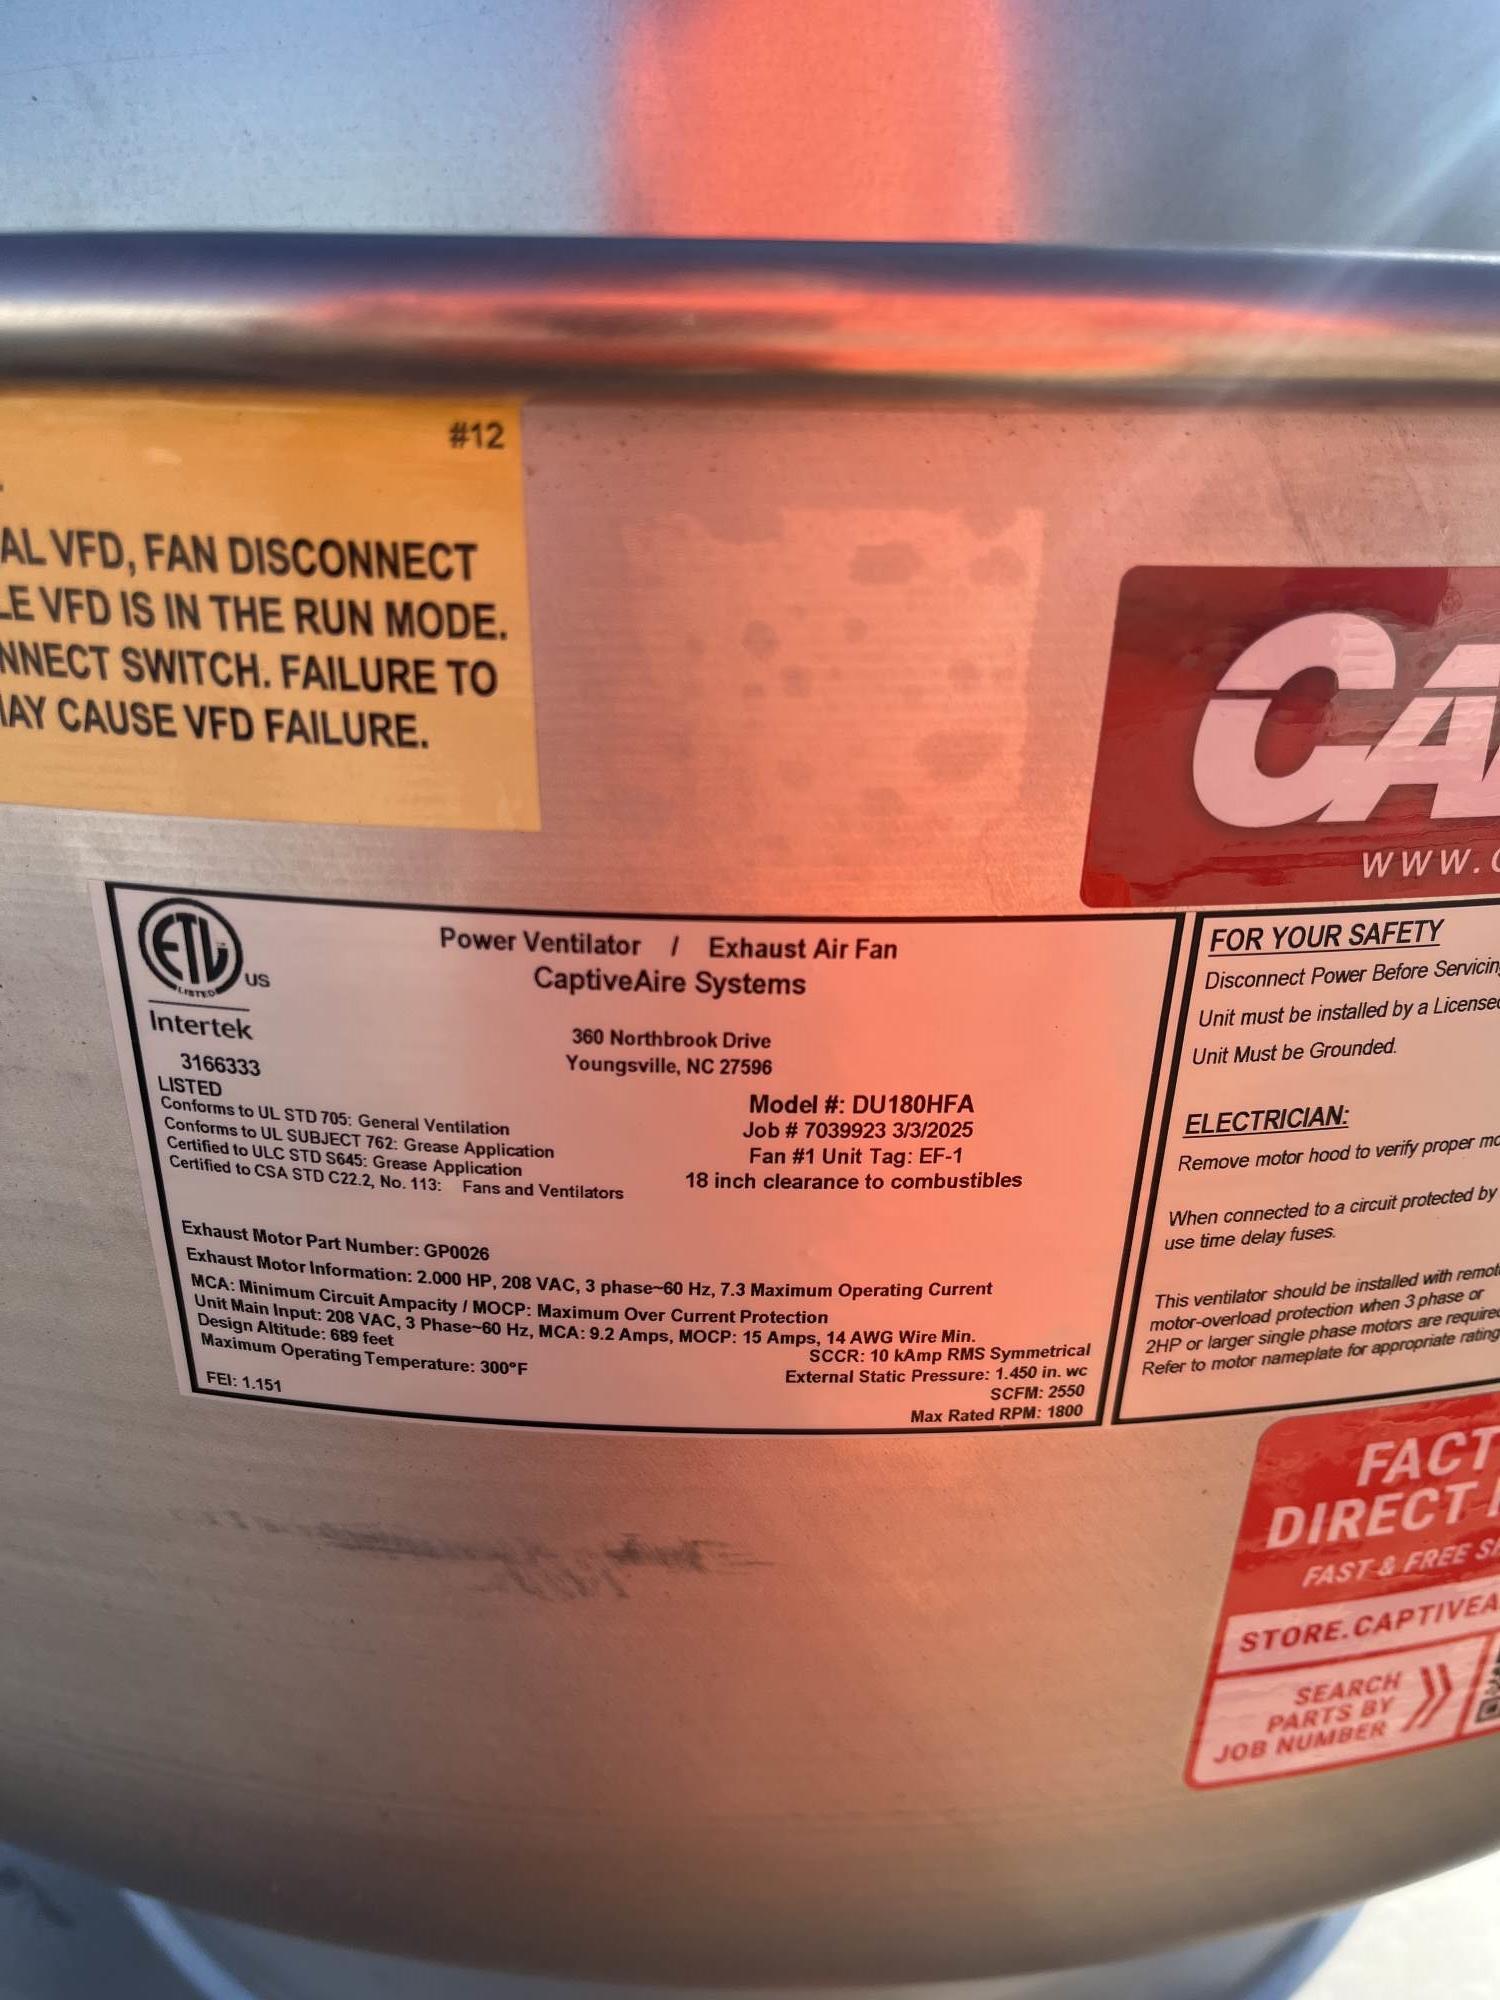 #12
AL VFD, FAN DISCONNECT
LE VFD IS IN THE RUN MODE.
NNECT SWITCH. FAILURE TO
MAY CAUSE VFD FAILURE.
CA
www.c
ETL
LISTED
US
Intertek
3166333
LISTED
Conforms to UL STD 705: General Ventilation
Conforms to UL SUBJECT 762: Grease Application
Certified to ULC STD S645: Grease Application
Certified to CSA STD C22.2, No. 113: Fans and Ventilators
Power Ventilator / Exhaust Air Fan
CaptiveAire Systems
360 Northbrook Drive
Youngsville, NC 27596
Model #: DU180HFA
Job # 7039923 3/3/2025
Fan #1 Unit Tag: EF-1
18 inch clearance to combustibles
Exhaust Motor Part Number: GP0026
Exhaust Motor Information: 2.000 HP, 208 VAC, 3 phase~60 Hz, 7.3 Maximum Operating Current
MCA: Minimum Circuit Ampacity / MOCP: Maximum Over Current Protection
Unit Main Input: 208 VAC, 3 Phase~60 Hz, MCA: 9.2 Amps, MOCP: 15 Amps, 14 AWG Wire Min.
Design Altitude: 689 feet
SCCR: 10 kAmp RMS Symmetrical
Maximum Operating Temperature: 300°F
External Static Pressure: 1.450 in. wc
SCFM: 2550
FEI: 1.151
Max Rated RPM: 1800
FOR YOUR SAFETY
Disconnect Power Before Servicing
Unit must be installed by a Licensed
Unit Must be Grounded.
ELECTRICIAN:
Remove motor hood to verify proper mo
When connected to a circuit protected by
use time delay fuses.
This ventilator should be installed with remot
motor-overload protection when 3 phase or
2HP or larger single phase motors are required
Refer to motor nameplate for appropriate rating
FACT
DIRECT
FAST & FREE S
STORE.CAPTIVEA
SEARCH
PARTS BY
JOB NUMBER